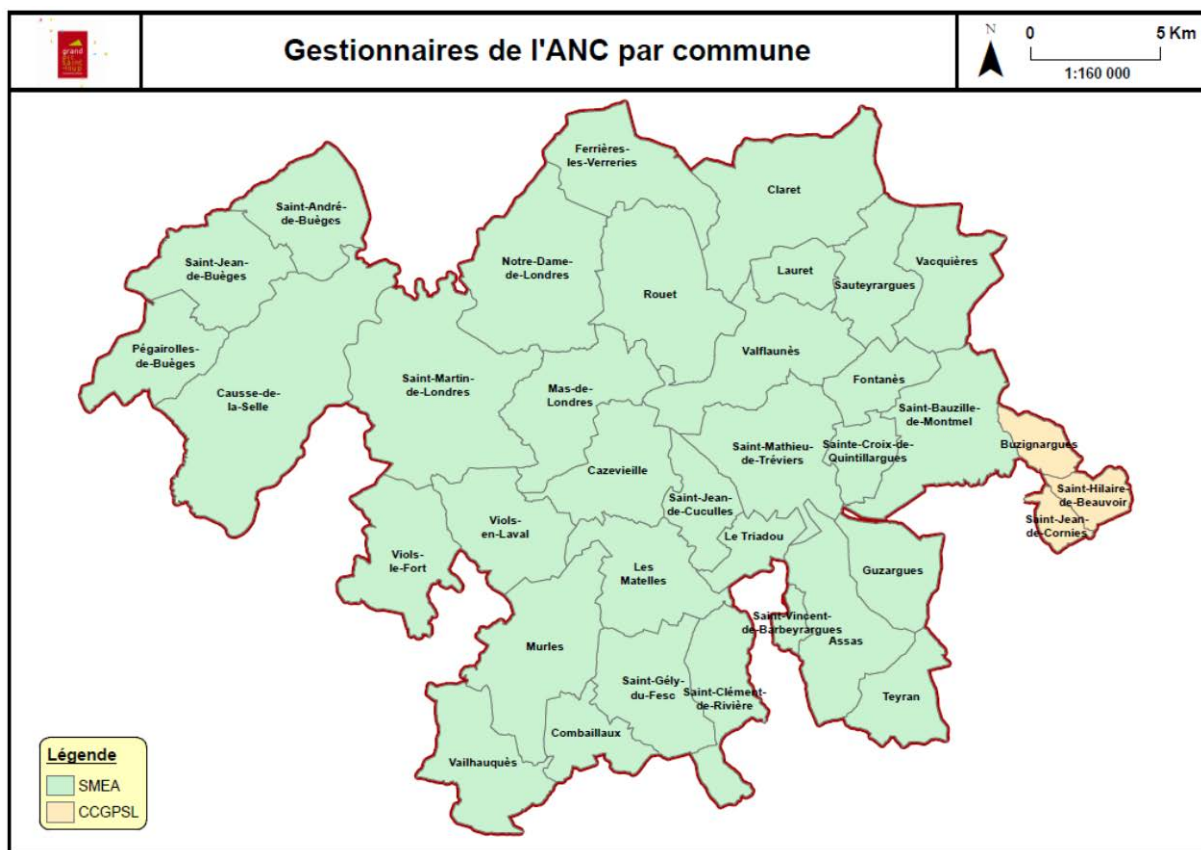 grand
pic
saint
loup
Gestionnaires de l'ANC par commune
N
0 5 Km
1:160 000
Ferrières-
les-Verreries
Claret
Saint-André-
de-Buèges
Saint-Jean-
de-Buèges
Notre-Dame-
de-Londres
Rouet
Lauret
Sauteyrargues
Vacquières
Pégairolles-
de-Buèges
Causse-de-
la-Selle
Saint-Martin-
de-Londres
Mas-de-
Londres
Valflaunès
Fontanès
Saint-Bauzille-
de-Montmel
Buzignargues
Saint-Mathieu-
de-Tréviers
Sainte-Croix-de-
Quintillargues
Cazevieille
Saint-Jean-
de-Cuculles
Saint-Hilaire-
de-Beauvoir
Saint-Jean-
de-Cornies
Viols-
en-Laval
Viols-
le-Fort
Le Triadou
Les
Matelles
Guzargues
Saint-Vincent-
de-Barbeyrargues
Assas
Murles
Saint-Gély-
du-Fesc
Saint-Clément-
de-Rivière
Teyran
Combaillaux
Vailhauquès
Légende
SMEA
CCGPSL